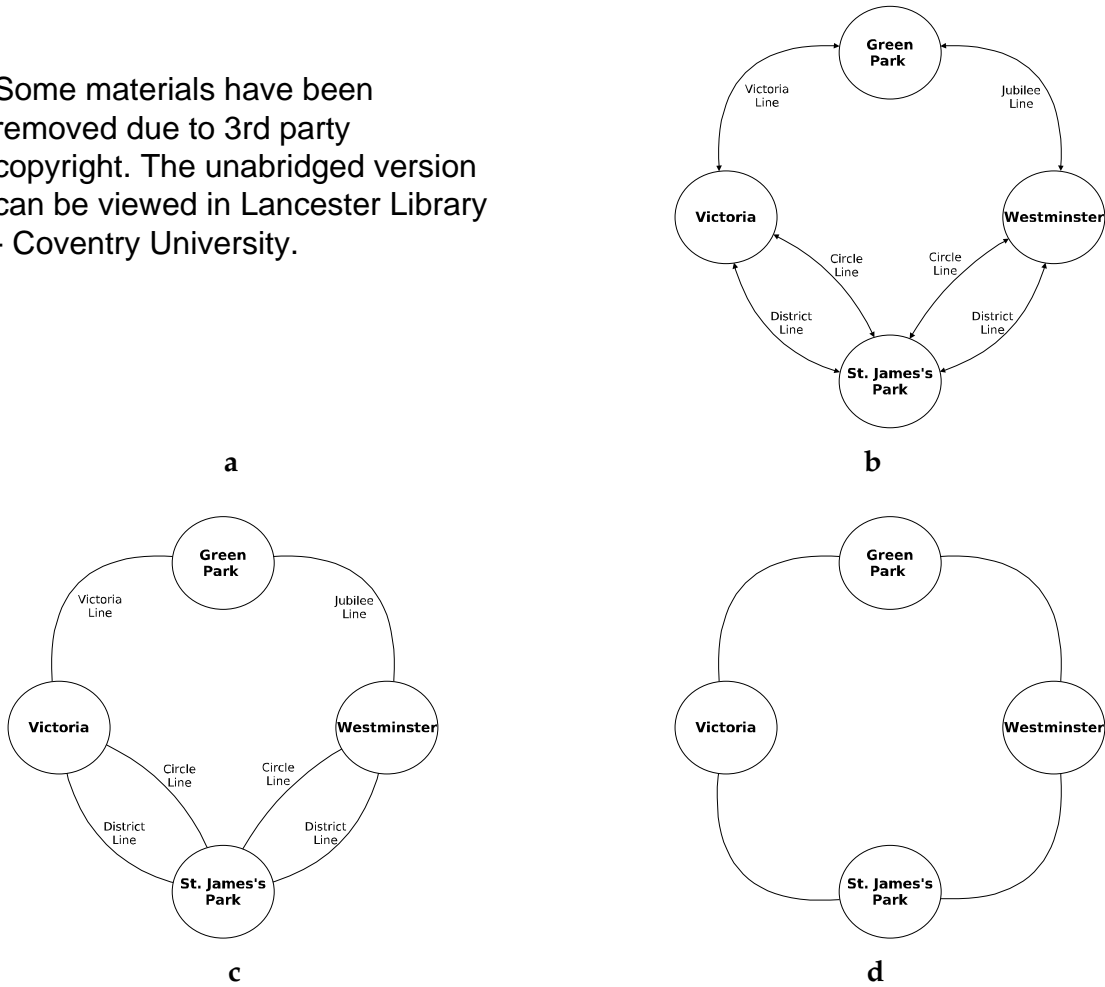 Some materials have been
removed due to 3rd party
copyright. The unabridged version
can be viewed in Lancester Library
- Coventry University.
a
Green
Park
Victoria
Line
Jubilee
Line
Victoria
Westminster
Circle
Line
Circle
Line
District
Line
District
Line
St. James's
Park
b
Green
Park
Victoria
Line
Jubilee
Line
Victoria
Westminster
Circle
Line
Circle
Line
District
Line
District
Line
St. James's
Park
c
Green
Park
Victoria
Westminster
St. James's
Park
d